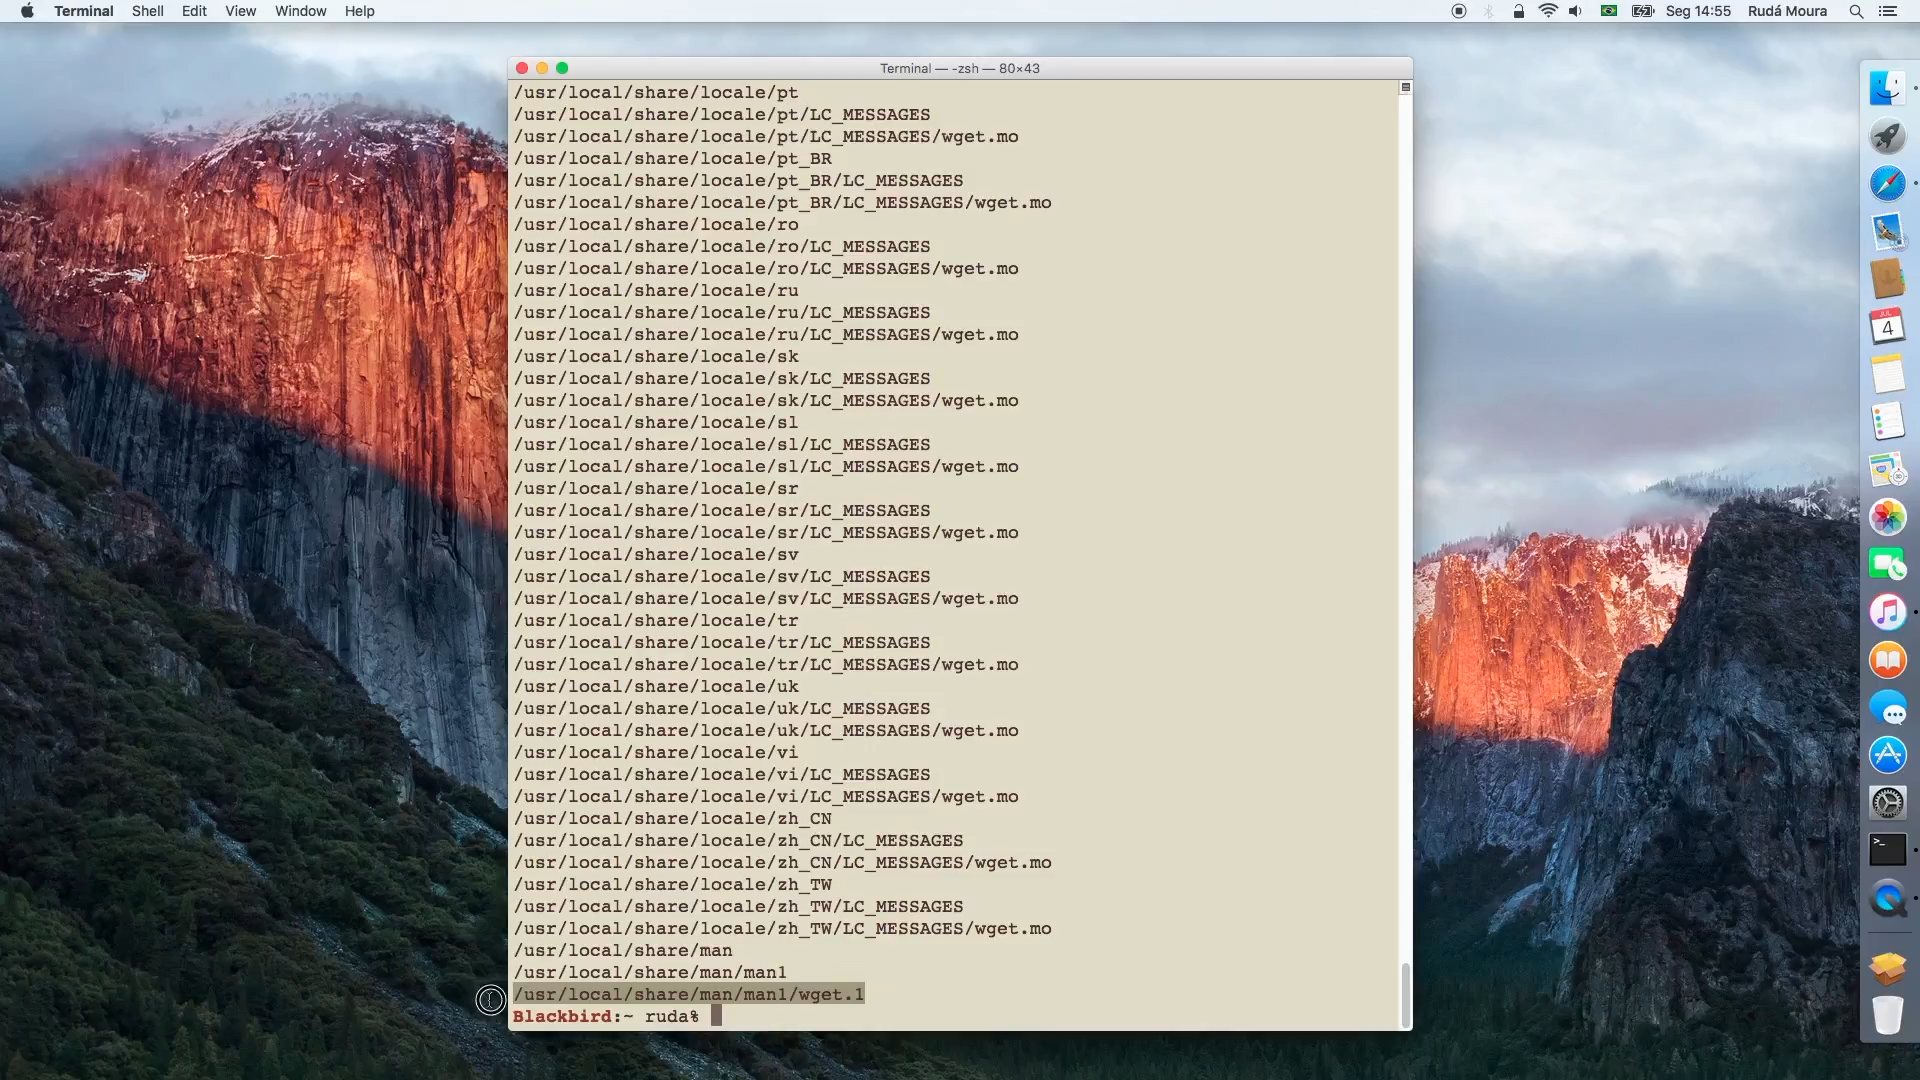 Terminal Shell Edit View Window Help Seg 14:55 Rudá Moura
Terminal — -zsh — 80×43
/usr/local/share/locale/pt
/usr/local/share/locale/pt/LC_MESSAGES
/usr/local/share/locale/pt/LC_MESSAGES/wget.mo
/usr/local/share/locale/pt_BR
/usr/local/share/locale/pt_BR/LC_MESSAGES
/usr/local/share/locale/pt_BR/LC_MESSAGES/wget.mo
/usr/local/share/locale/ro
/usr/local/share/locale/ro/LC_MESSAGES
/usr/local/share/locale/ro/LC_MESSAGES/wget.mo
/usr/local/share/locale/ru
/usr/local/share/locale/ru/LC_MESSAGES
/usr/local/share/locale/ru/LC_MESSAGES/wget.mo
/usr/local/share/locale/sk
/usr/local/share/locale/sk/LC_MESSAGES
/usr/local/share/locale/sk/LC_MESSAGES/wget.mo
/usr/local/share/locale/sl
/usr/local/share/locale/sl/LC_MESSAGES
/usr/local/share/locale/sl/LC_MESSAGES/wget.mo
/usr/local/share/locale/sr
/usr/local/share/locale/sr/LC_MESSAGES
/usr/local/share/locale/sr/LC_MESSAGES/wget.mo
/usr/local/share/locale/sv
/usr/local/share/locale/sv/LC_MESSAGES
/usr/local/share/locale/sv/LC_MESSAGES/wget.mo
/usr/local/share/locale/tr
/usr/local/share/locale/tr/LC_MESSAGES
/usr/local/share/locale/tr/LC_MESSAGES/wget.mo
/usr/local/share/locale/uk
/usr/local/share/locale/uk/LC_MESSAGES
/usr/local/share/locale/uk/LC_MESSAGES/wget.mo
/usr/local/share/locale/vi
/usr/local/share/locale/vi/LC_MESSAGES
/usr/local/share/locale/vi/LC_MESSAGES/wget.mo
/usr/local/share/locale/zh_CN
/usr/local/share/locale/zh_CN/LC_MESSAGES
/usr/local/share/locale/zh_CN/LC_MESSAGES/wget.mo
/usr/local/share/locale/zh_TW
/usr/local/share/locale/zh_TW/LC_MESSAGES
/usr/local/share/locale/zh_TW/LC_MESSAGES/wget.mo
/usr/local/share/man
/usr/local/share/man/man1
/usr/local/share/man/man1/wget.1
Blackbird:~ ruda%
JUL
4